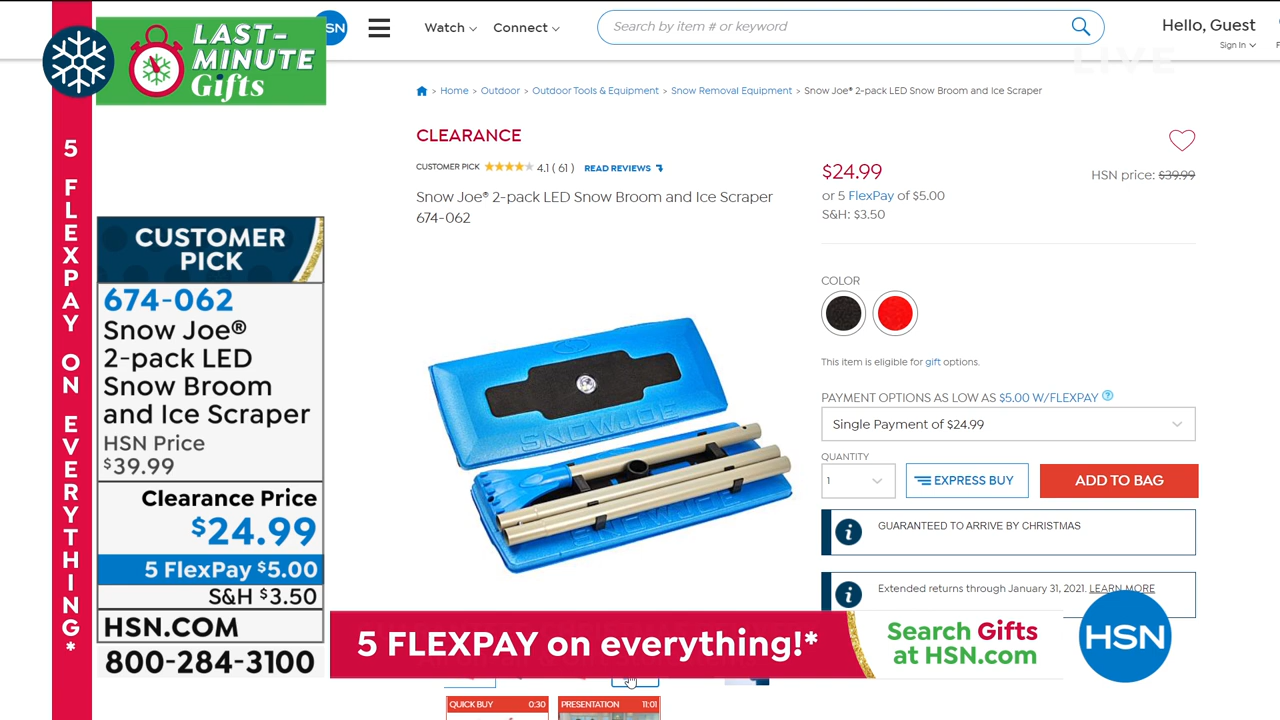 LAST-
MINUTE
Gifts
HSN
Watch
Connect
Search by item # or keyword
Hello, Guest
Sign In
LIVE
Home > Outdoor > Outdoor Tools & Equipment > Snow Removal Equipment > Snow Joe® 2-pack LED Snow Broom and Ice Scraper
5 FLEXPAY ON EVERYTHING*
CUSTOMER
PICK
674-062
Snow Joe®
2-pack LED
Snow Broom
and Ice Scraper
HSN Price
$39.99
Clearance Price
$24.99
5 FlexPay $5.00
S&H $3.50
HSN.COM
800-284-3100
CLEARANCE
CUSTOMER PICK 4.1 ( 61 ) READ REVIEWS
Snow Joe® 2-pack LED Snow Broom and Ice Scraper
674-062
SNOWJOE
SNOWJOE
$24.99
HSN price: $39.99
or 5 FlexPay of $5.00
S&H: $3.50
COLOR
This item is eligible for gift options.
PAYMENT OPTIONS AS LOW AS $5.00 W/FLEXPAY ?
Single Payment of $24.99
QUANTITY
1
EXPRESS BUY
ADD TO BAG
GUARANTEED TO ARRIVE BY CHRISTMAS
Extended returns through January 31, 2021. LEARN MORE
5 FLEXPAY on everything!*
Search Gifts
at HSN.com
HSN
QUICK BUY 0:30
PRESENTATION 11:01